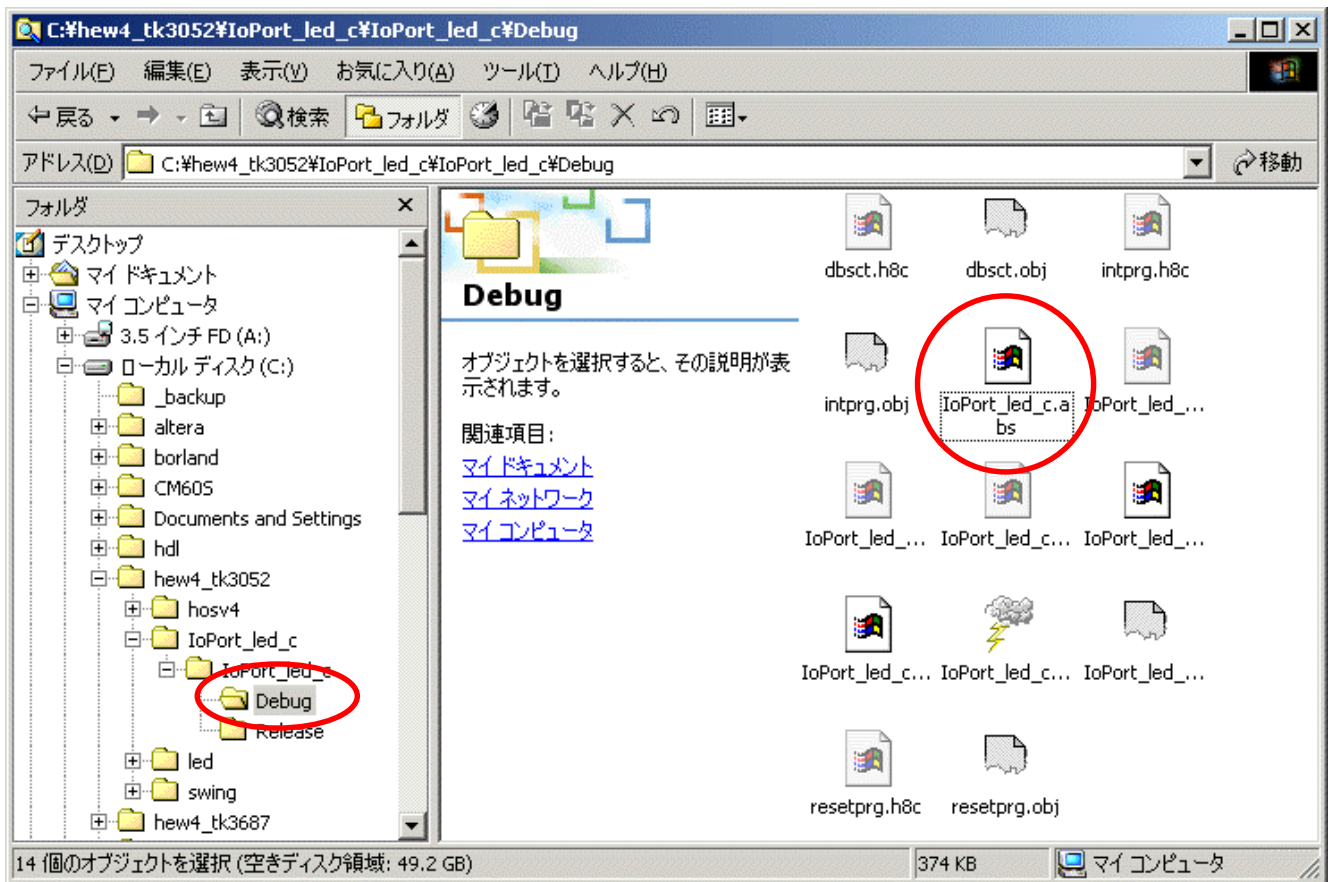 C:¥hew4_tk3052¥IoPort_led_c¥IoPort_led_c¥Debug
ファイル(F) 編集(E) 表示(V) お気に入り(A) ツール(T) ヘルプ(H)
戻る 検索 フォルダ
アドレス(D) C:¥hew4_tk3052¥IoPort_led_c¥IoPort_led_c¥Debug 移動
フォルダ
デスクトップ
マイ ドキュメント
マイ コンピュータ
3.5 インチ FD (A:)
ローカル ディスク (C:)
_backup
altera
borland
CM60S
Documents and Settings
hdl
hew4_tk3052
hosv4
IoPort_led_c
IoPort_led_c
Debug
Release
led
swing
hew4_tk3687
Debug
オブジェクトを選択すると、その説明が表
示されます。
関連項目:
マイ ドキュメント
マイ ネットワーク
マイ コンピュータ
dbsct.h8c dbsct.obj intprg.h8c
intprg.obj IoPort_led_c.a IoPort_led_...
bs
IoPort_led_... IoPort_led_c... IoPort_led_...
IoPort_led_c... IoPort_led_c... IoPort_led_...
resetprg.h8c resetprg.obj
14 個のオブジェクトを選択 (空きディスク領域: 49.2 GB) 374 KB マイ コンピュータ